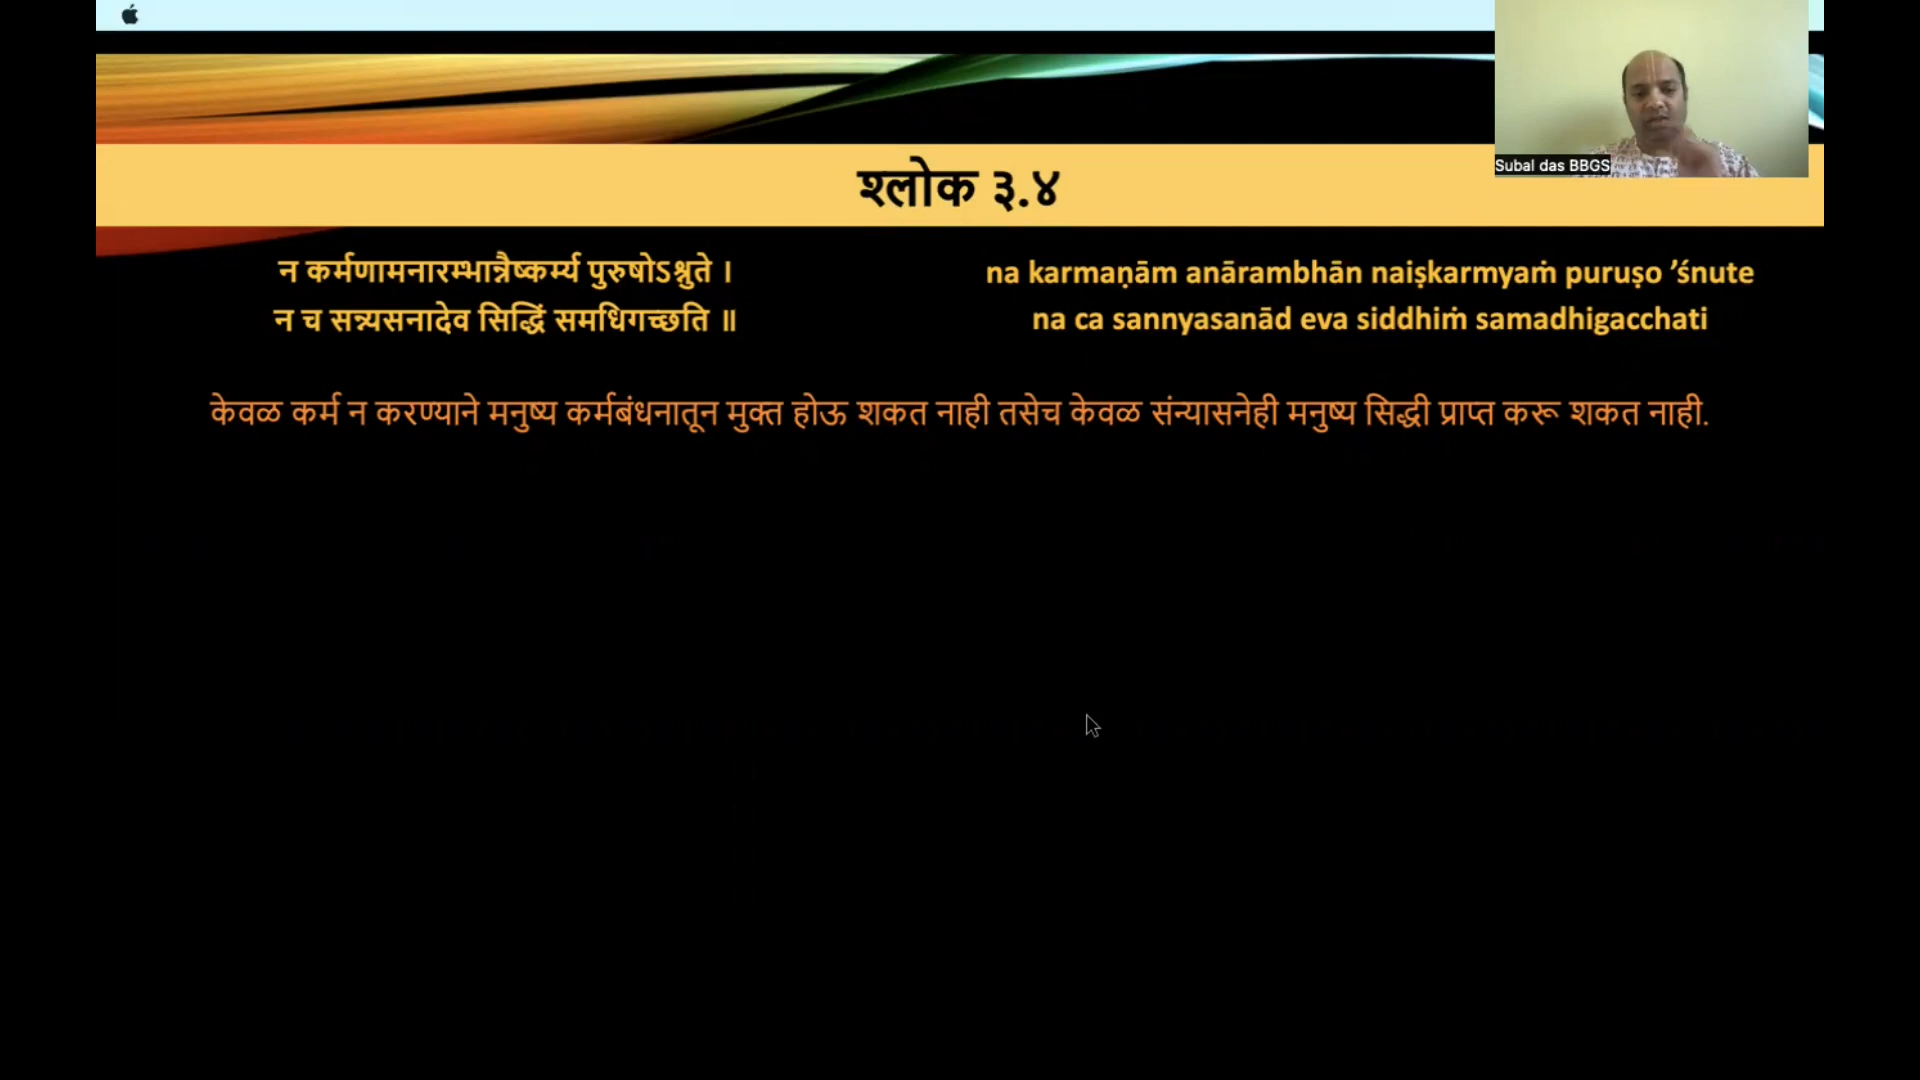 श्लोक ३.४
Subal das BBGS
न कर्मणामनारम्भान्नैष्कर्म्य पुरुषोऽश्नुते ।
न च सन्न्यसनादेव सिद्धिं समधिगच्छति ॥
na karmaṇām anārambhān naiṣkarmyaṁ puruṣo ’śnute
na ca sannyasanād eva siddhiṁ samadhigacchati
केवळ कर्म न करण्याने मनुष्य कर्मबंधनातून मुक्त होऊ शकत नाही तसेच केवळ संन्यासनेही मनुष्य सिद्धी प्राप्त करू शकत नाही.